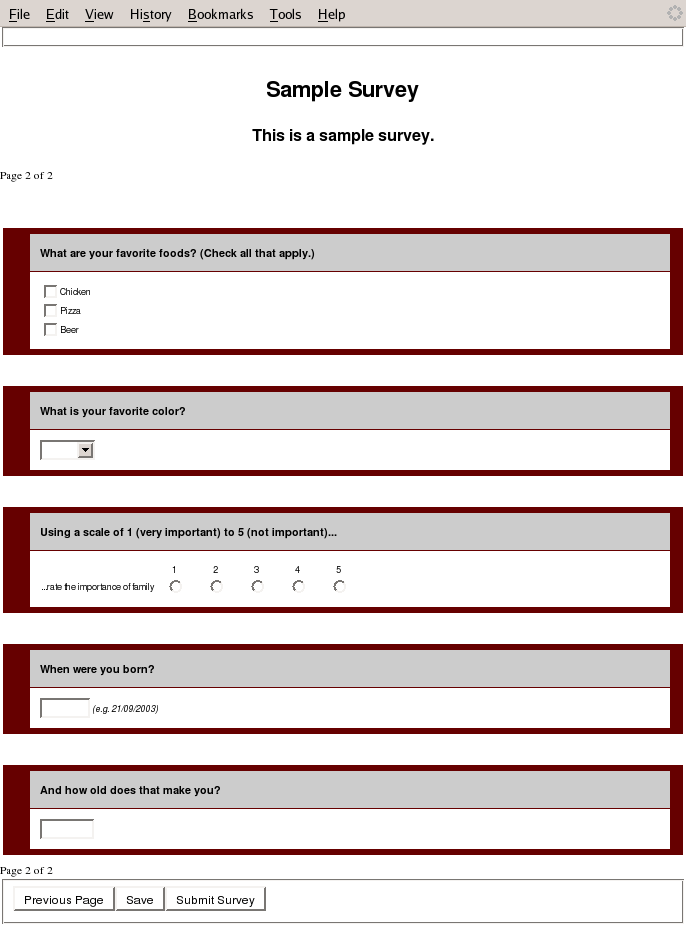 File Edit View History Bookmarks Tools Help
Sample Survey
This is a sample survey.
Page 2 of 2
What are your favorite foods? (Check all that apply.)
Chicken
Pizza
Beer
What is your favorite color?
Using a scale of 1 (very important) to 5 (not important)...
1 2 3 4 5
...rate the importance of family
When were you born?
(e.g. 21/09/2003)
And how old does that make you?
Page 2 of 2
Previous Page Save Submit Survey